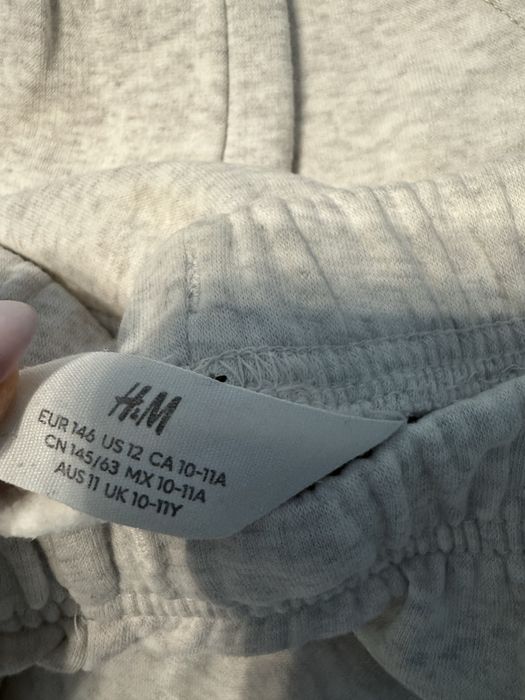 H&M
EUR 146 US 12 CA 10-11A
CN 145/63 MX 10-11A
AUS 11 UK 10-11Y